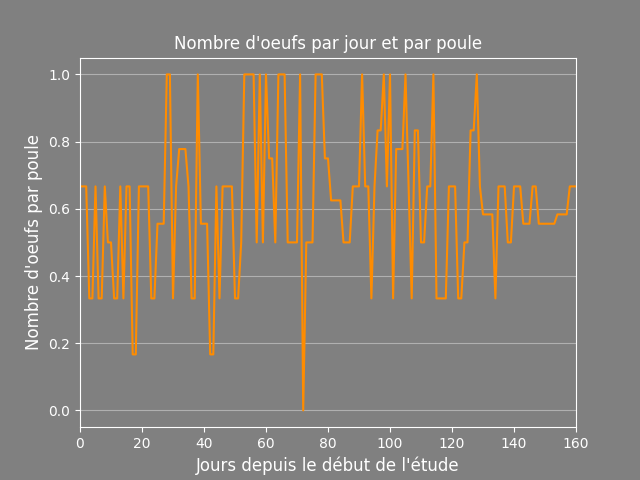 Nombre d'oeufs par jour et par poule
1.0
0.8
0.6
0.4
0.2
0.0
Nombre d'oeufs par poule
0 20 40 60 80 100 120 140 160
Jours depuis le début de l'étude